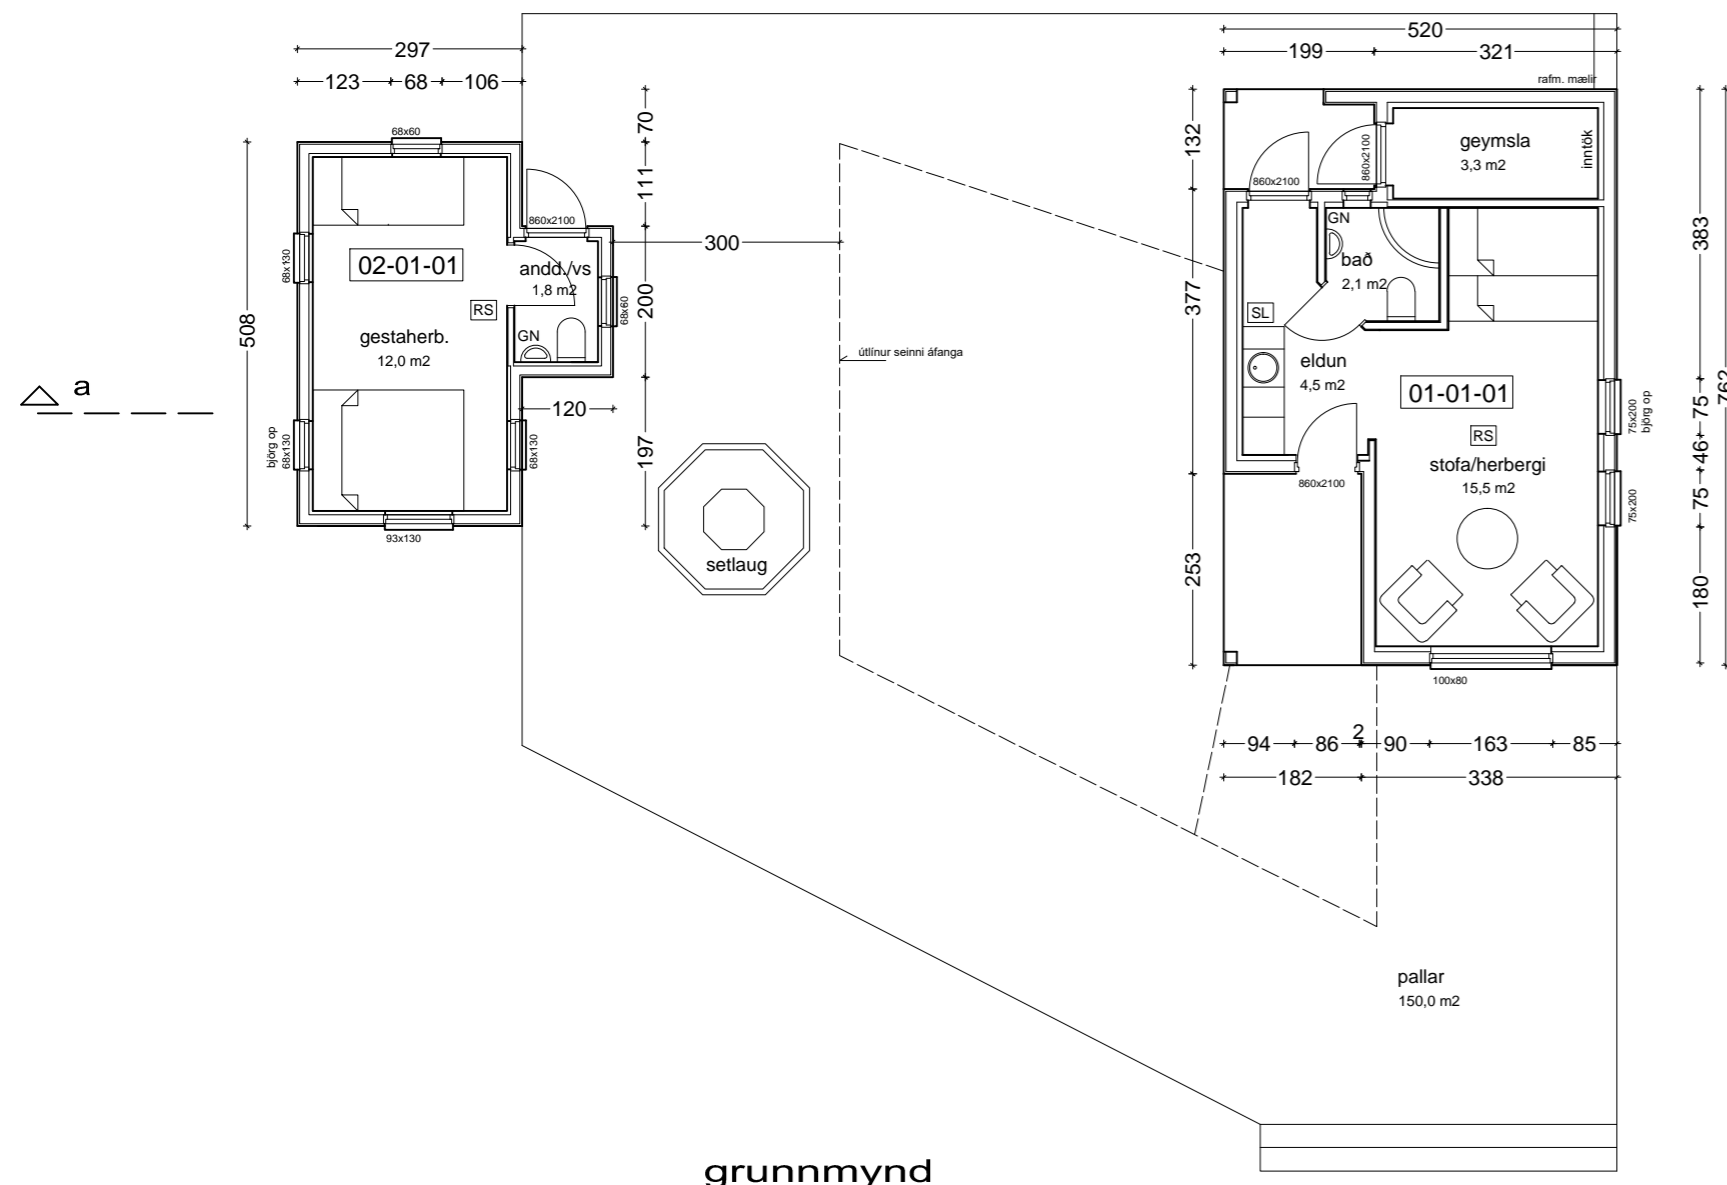 297
123 68 106
68x60
70
111
200
197
508
860x2100
68x130
02-01-01
RS
andd./vs
1,8 m2
68x60
GN
gestaherb.
12,0 m2
a
120
björg op
68x130
68x130
93x130
300
útlínur seinni áfanga
setlaug
520
199 321
rafm. mælir
132
377
253
860x2100
860x2100
geymsla
3,3 m2
inntök
GN
bað
2,1 m2
SL
eldun
4,5 m2
01-01-01
RS
stofa/herbergi
15,5 m2
860x2100
75x200
björg op
75x200
100x80
383
75
46
75
180
762
94 86 2 90 163 85
182 338
pallar
150,0 m2
grunnmynd